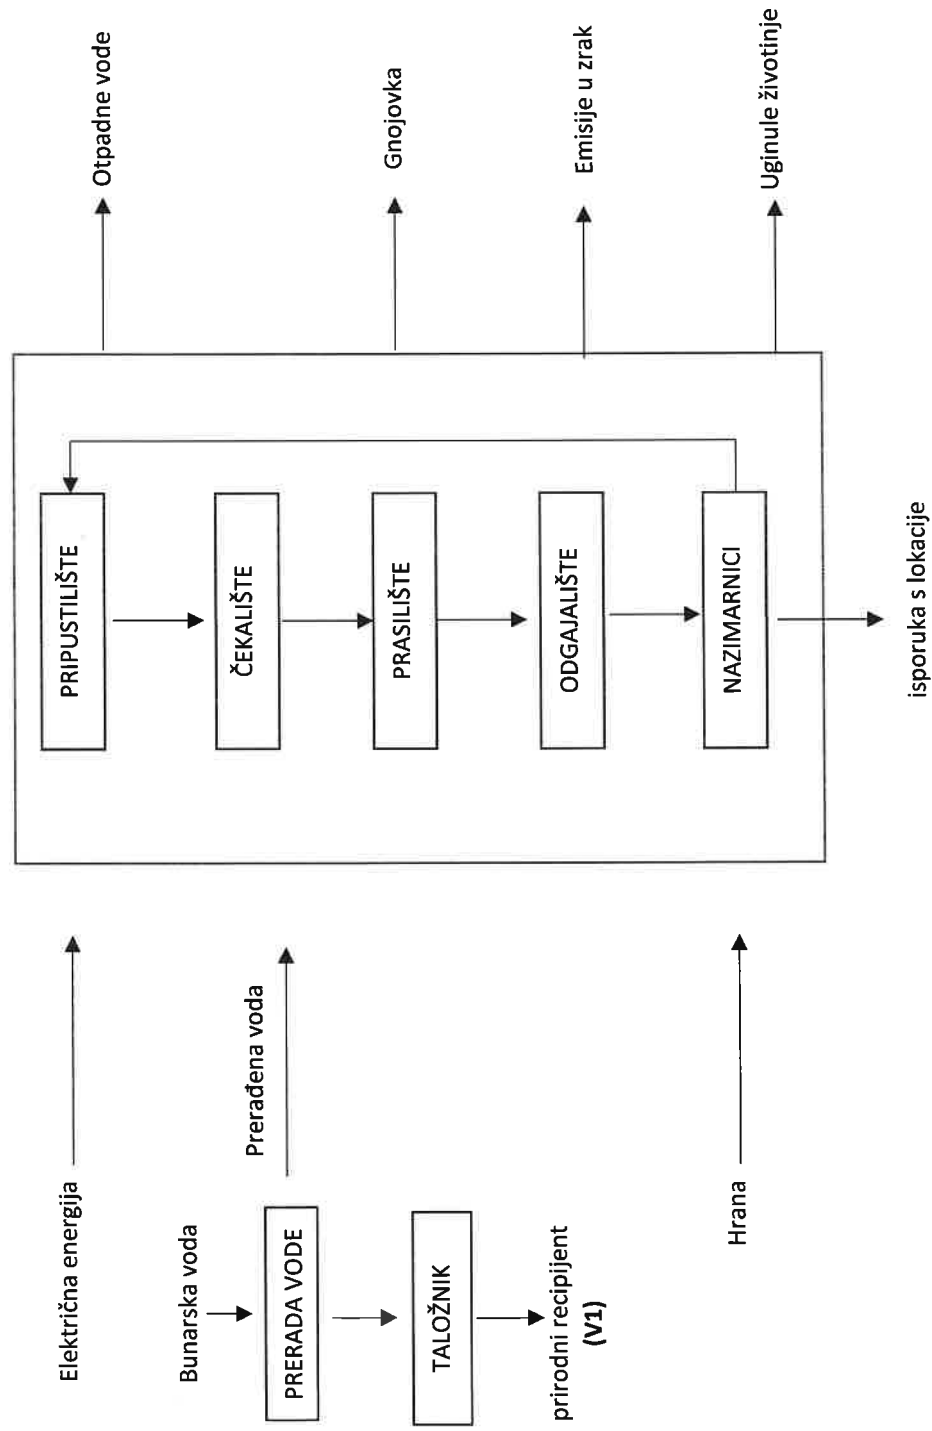 Električna energija
Bunarska voda
PRERADA VODE
Prerađena voda
TALOŽNIK
prirodni recipijent
(V1)
Hrana
PRIPUSTILIŠTE
ČEKALIŠTE
PRASILIŠTE
ODGAJALIŠTE
NAZIMARNICI
isporuka s lokacije
Otpadne vode
Gnojovka
Emisije u zrak
Uginule životinje